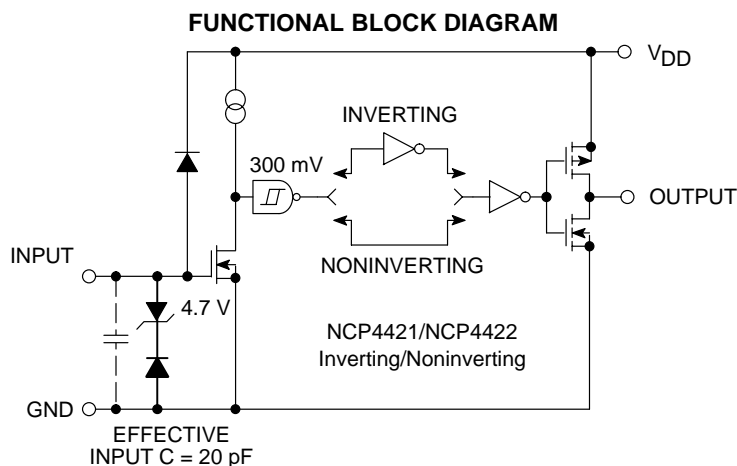 FUNCTIONAL BLOCK DIAGRAM
VDD
INVERTING
300 mV
OUTPUT
INPUT
NONINVERTING
4.7 V
NCP4421/NCP4422
Inverting/Noninverting
GND
EFFECTIVE
INPUT C = 20 pF